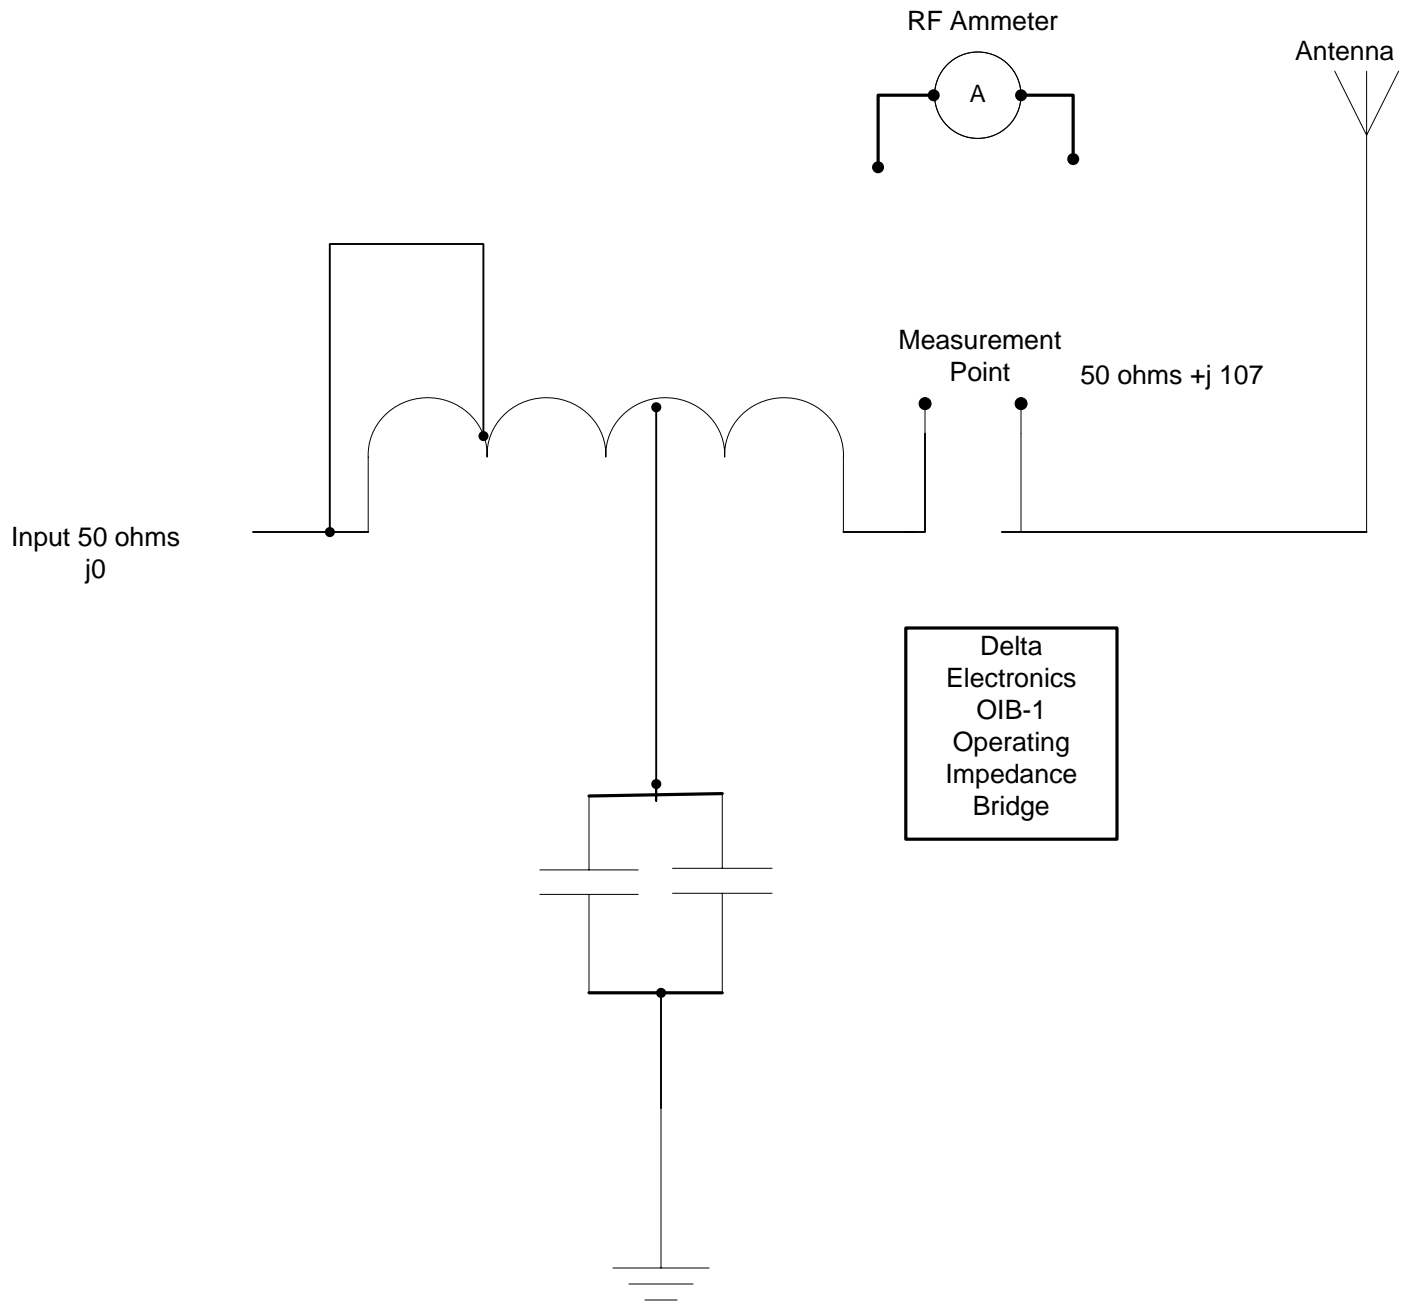 RF Ammeter
Antenna
A
Measurement
Point
50 ohms +j 107
Input 50 ohms
j0
Delta
Electronics
OIB-1
Operating
Impedance
Bridge